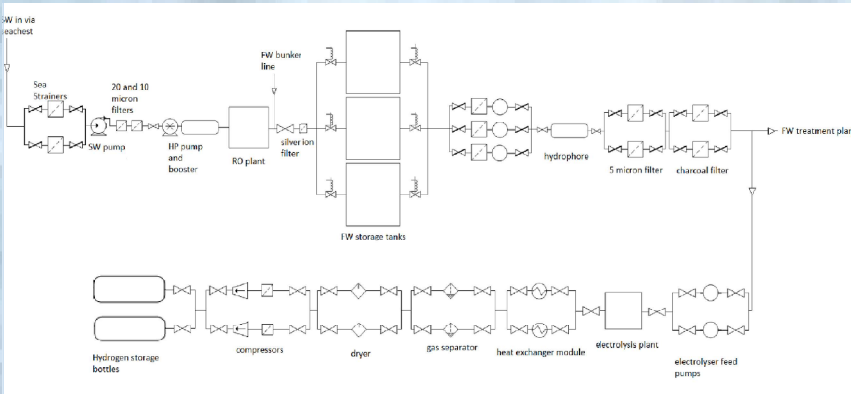 SW in via
seachest
Sea
Strainers
20 and 10
micron
filters
SW pump
HP pump
and
booster
RO plant
FW bunker
line
silver ion
filter
FW storage tanks
hydrophore
5 micron filter
charcoal filter
FW treatment plan
Hydrogen storage
bottles
compressors
dryer
gas separator
heat exchanger module
electrolysis plant
electrolyser feed
pumps